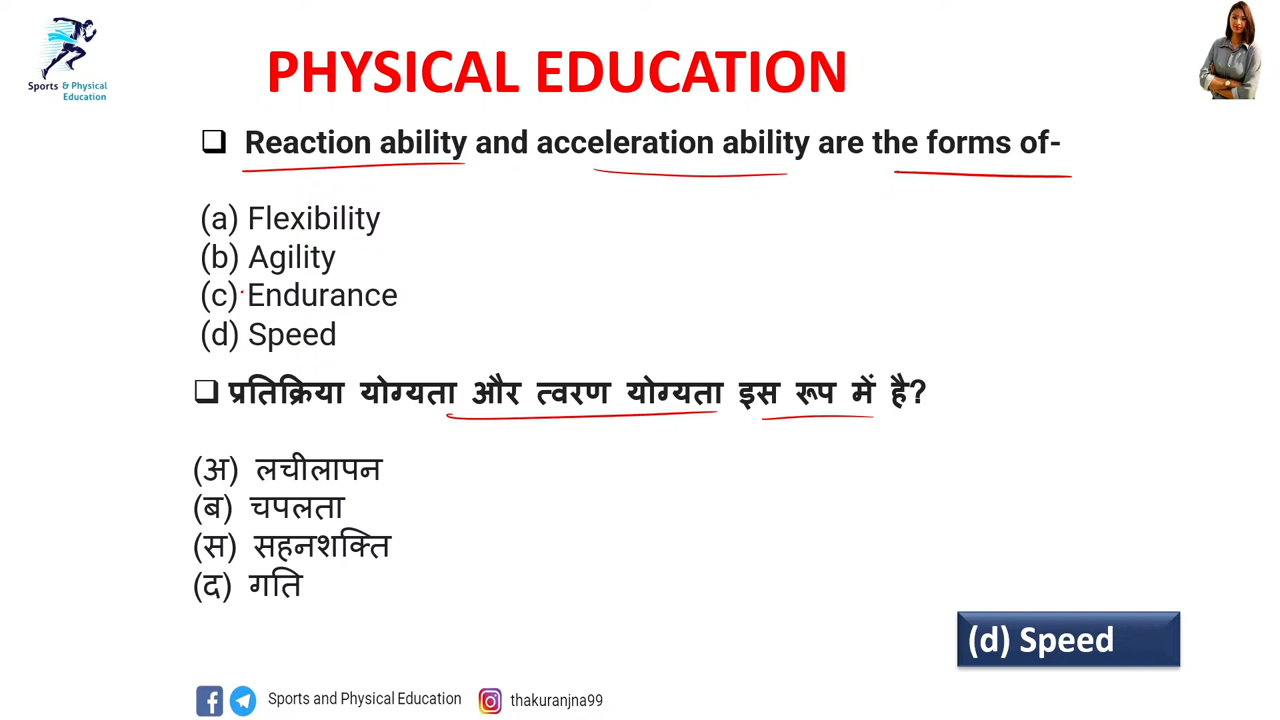 PHYSICAL EDUCATION
Sports & Physical
Education
Reaction ability and acceleration ability are the forms of-
(a) Flexibility
(b) Agility
(c) Endurance
(d) Speed
प्रतिक्रिया योग्यता और त्वरण योग्यता इस रूप में है?
(अ) लचीलापन
(ब) चपलता
(स) सहनशक्ति
(द) गति
(d) Speed
Sports and Physical Education thakuranjna99